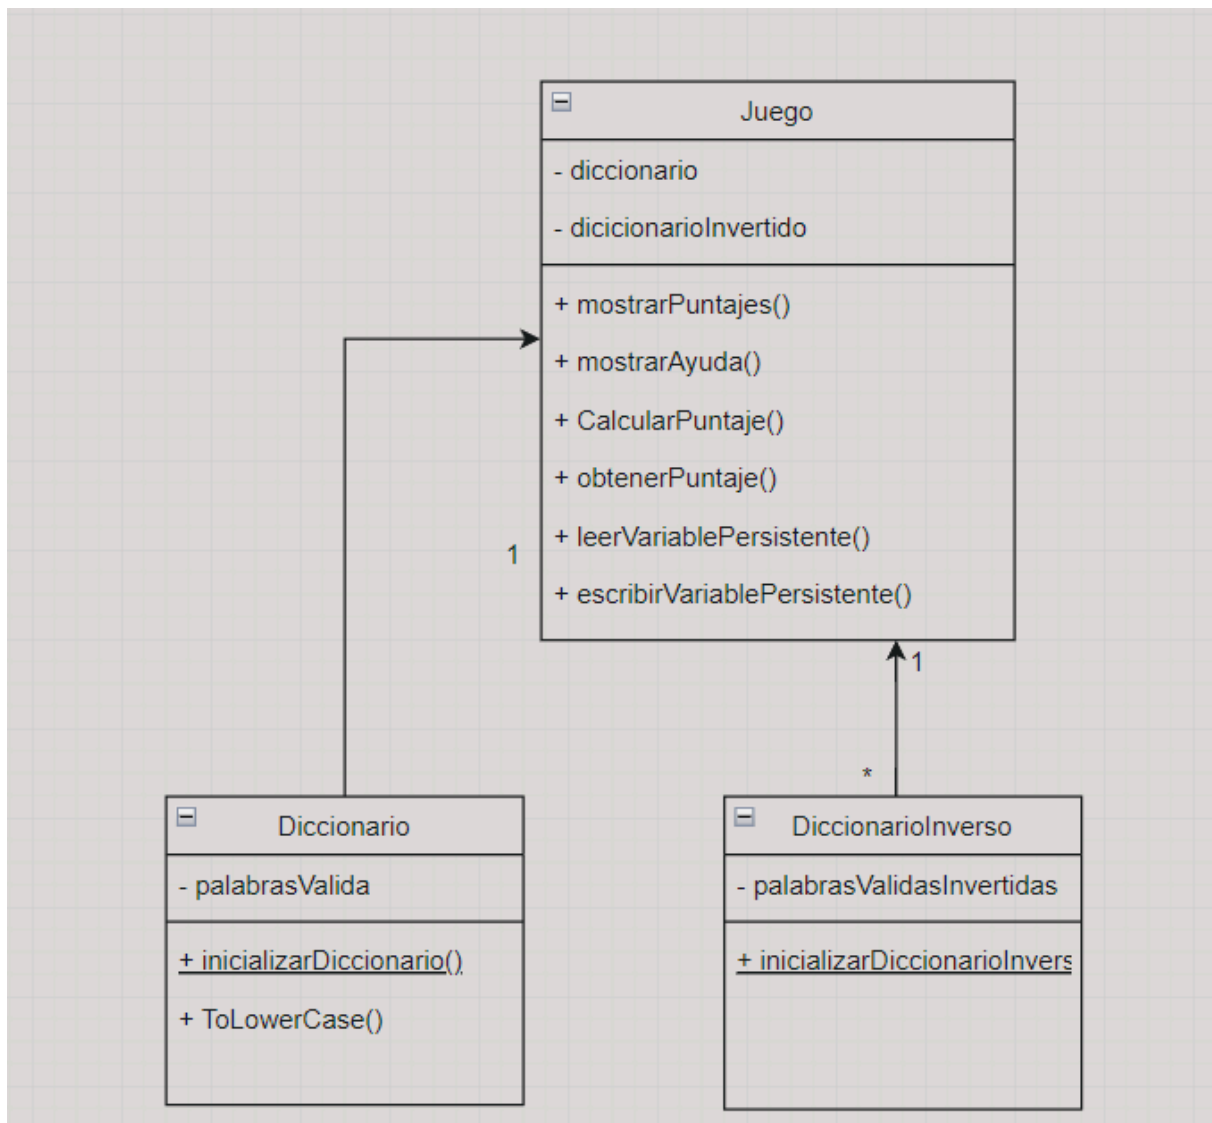 Juego
- diccionario
- dicicionarioInvertido
+ mostrarPuntajes()
+ mostrarAyuda()
+ CalcularPuntaje()
+ obtenerPuntaje()
+ leerVariablePersistente()
+ escribirVariablePersistente()
1
1
*
Diccionario
- palabrasValida
+ inicializarDiccionario()
+ ToLowerCase()
DiccionarioInverso
- palabrasValidasInvertidas
+ inicializarDiccionarioInvers